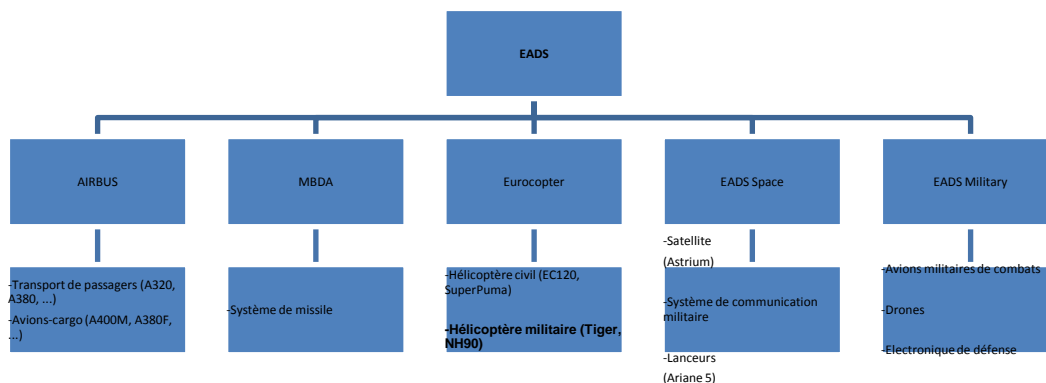 EADS
AIRBUS
MBDA
Eurocopter
EADS Space
EADS Military
-Transport de passagers (A320,
A380, ...)
-Avions-cargo (A400M, A380F,
...)
-Système de missile
-Hélicoptère civil (EC120,
SuperPuma)
-Hélicoptère militaire (Tiger,
NH90)
-Satellite
(Astrium)
-Système de communication
militaire
-Lanceurs
(Ariane 5)
-Avions militaires de combats
-Drones
-Electronique de défense